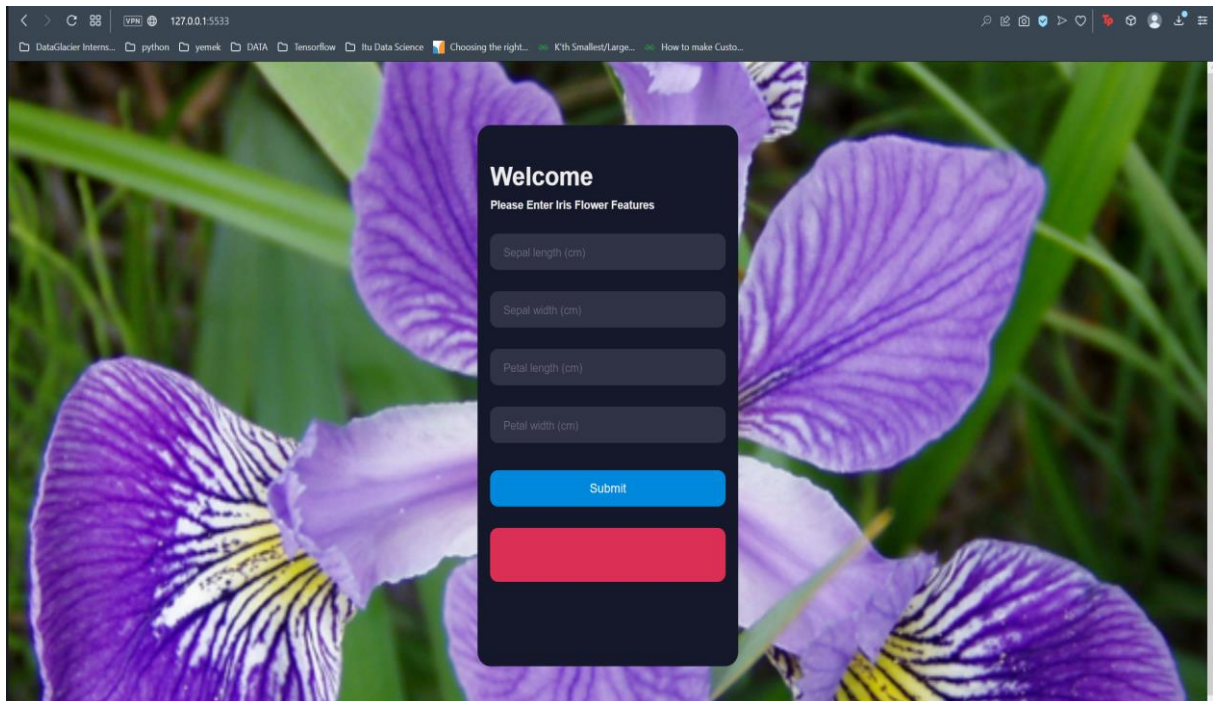 VPN 127.0.0.1:5533
DataGlacier Interns... python yemek DATA Tensorflow Itu Data Science Choosing the right... K'th Smallest/Large... How to make Custo...
Welcome
Please Enter Iris Flower Features
Sepal length (cm)
Sepal width (cm)
Petal length (cm)
Petal width (cm)
Submit